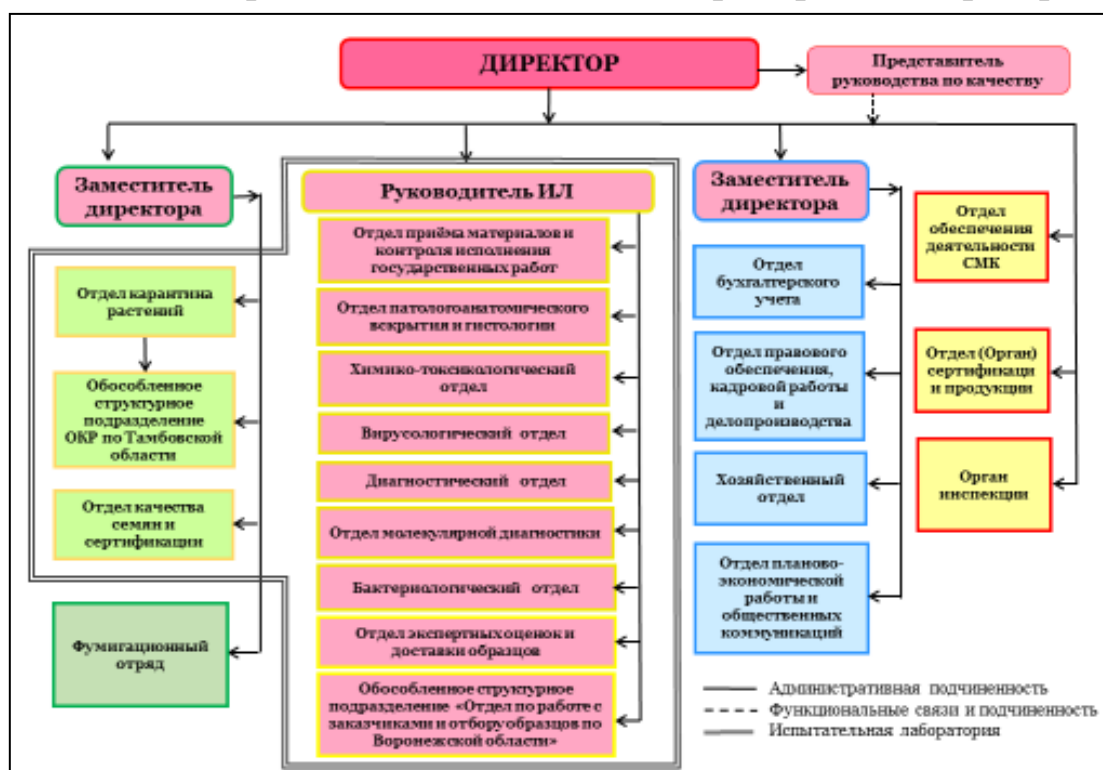 ДИРЕКТОР
Представитель
руководства по качеству
Заместитель
директора
Отдел карантина
растений
Обособленное
структурное
подразделение
ОКР по Тамбовской
области
Отдел качества
семян и
сертификации
Фумигационный
отряд
Руководитель ИЛ
Отдел приёма материалов и
контроля исполнения
государственных работ
Отдел патологоанатомического
вскрытия и гистологии
Химико-токсикологический
отдел
Вирусологический отдел
Диагностический отдел
Отдел молекулярной диагностики
Бактериологический отдел
Отдел экспертных оценок и
доставки образцов
Обособленное структурное
подразделение «Отдел по работе с
заказчиками и отбору образцов по
Воронежской области»
Заместитель
директора
Отдел
бухгалтерского
учета
Отдел правового
обеспечения,
кадровой работы
и
делопроизводства
Хозяйственный
отдел
Отдел планово-
экономической
работы и
общественных
коммуникаций
Отдел
обеспечения
деятельности
СМК
Отдел (Орган)
сертификаци
и продукции
Орган
инспекции
Административная подчиненность
Функциональные связи и подчиненность
Испытательная лаборатория